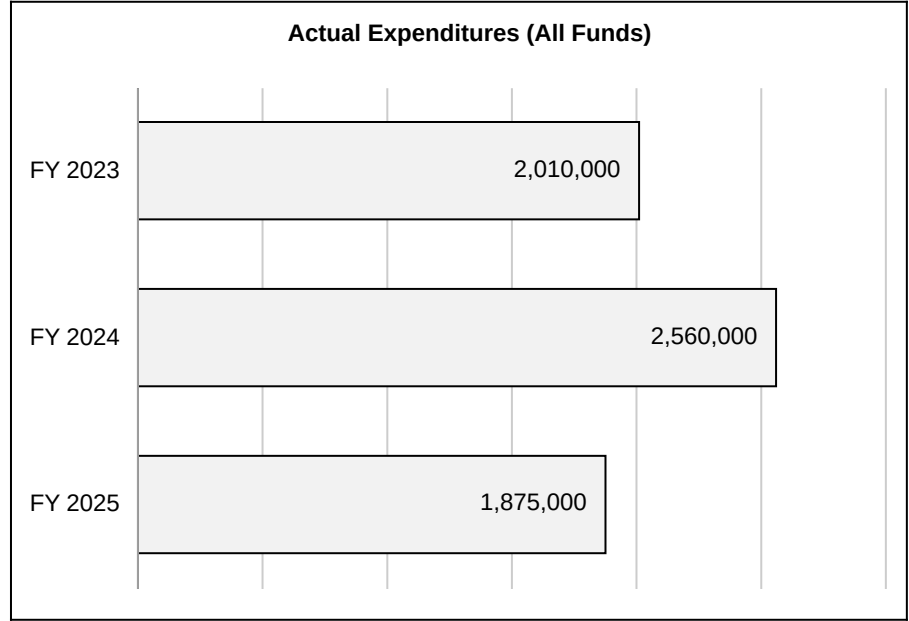 Actual Expenditures (All Funds)
FY 2023
2,010,000
FY 2024
2,560,000
FY 2025
1,875,000